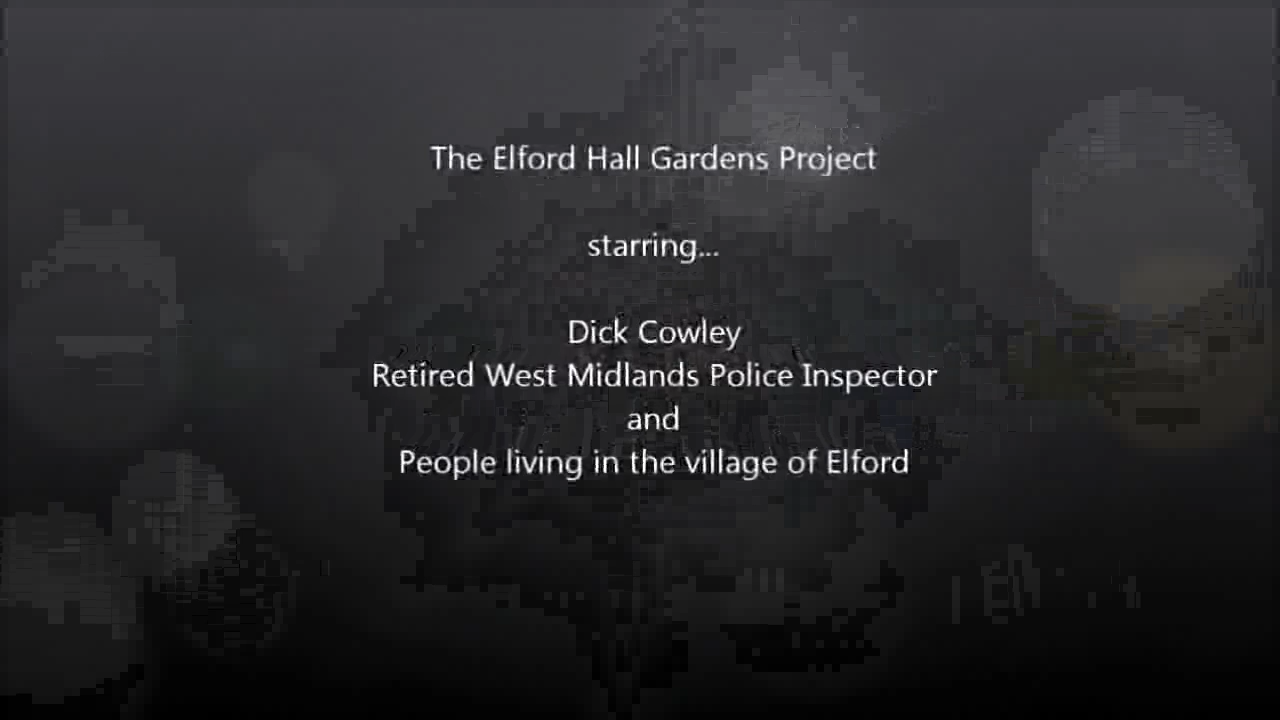 The Elford Hall Gardens Project
starring...
Dick Cowley
Retired West Midlands Police Inspector
and
People living in the village of Elford